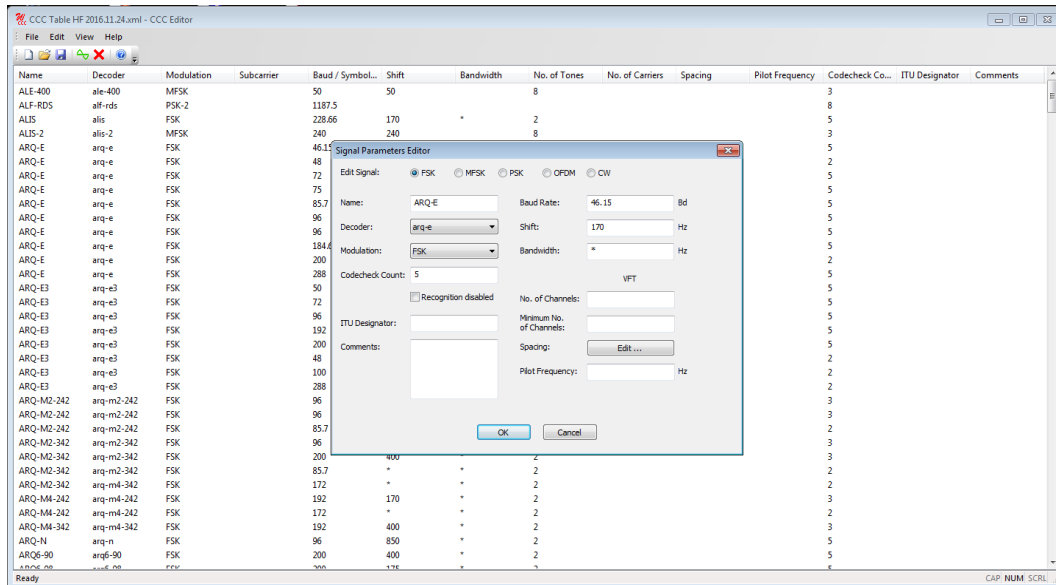 CCC Table HF 2016.11.24.xml - CCC Editor
File Edit View Help
Name Decoder Modulation Subcarrier Baud / Symbol... Shift Bandwidth No. of Tones No. of Carriers Spacing Pilot Frequency Codecheck Co... ITU Designator Comments
ALE-400 ale-400 MFSK 50 50 8 3
ALF-RDS alf-rds PSK-2 1187.5 8
ALIS alis FSK 228.66 170 * 2 5
ALIS-2 alis-2 MFSK 240 240 8 3
ARQ-E arq-e FSK 46.15 5
ARQ-E arq-e FSK 48 2
ARQ-E arq-e FSK 72 5
ARQ-E arq-e FSK 75 5
ARQ-E arq-e FSK 85.7 5
ARQ-E arq-e FSK 96 5
ARQ-E arq-e FSK 96 5
ARQ-E arq-e FSK 184.6 5
ARQ-E arq-e FSK 200 2
ARQ-E arq-e FSK 288 5
ARQ-E3 arq-e3 FSK 50 5
ARQ-E3 arq-e3 FSK 72 5
ARQ-E3 arq-e3 FSK 96 5
ARQ-E3 arq-e3 FSK 192 5
ARQ-E3 arq-e3 FSK 200 5
ARQ-E3 arq-e3 FSK 48 2
ARQ-E3 arq-e3 FSK 100 2
ARQ-E3 arq-e3 FSK 288 2
ARQ-M2-242 arq-m2-242 FSK 96 3
ARQ-M2-242 arq-m2-242 FSK 96 3
ARQ-M2-242 arq-m2-242 FSK 85.7 2
ARQ-M2-342 arq-m2-342 FSK 96 3
ARQ-M2-342 arq-m2-342 FSK 200 400 2 3
ARQ-M2-342 arq-m2-342 FSK 85.7 * * 2 2
ARQ-M2-342 arq-m4-342 FSK 172 * * 2 2
ARQ-M4-242 arq-m4-242 FSK 192 170 * 2 3
ARQ-M4-242 arq-m4-242 FSK 172 * * 2 2
ARQ-M4-342 arq-m4-342 FSK 192 400 * 2 3
ARQ-N arq-n FSK 96 850 * 2 5
ARQ6-90 arq6-90 FSK 200 400 * 2 5
Signal Parameters Editor
Edit Signal: FSK MFSK PSK OFDM CW
Name: ARQ-E Baud Rate: 46.15 Bd
Decoder: arq-e Shift: 170 Hz
Modulation: FSK Bandwidth: * Hz
Codecheck Count: 5 VFT
Recognition disabled No. of Channels:
ITU Designator: Minimum No.
of Channels:
Comments: Spacing: Edit ...
Pilot Frequency: Hz
OK Cancel
Ready CAP NUM SCRL